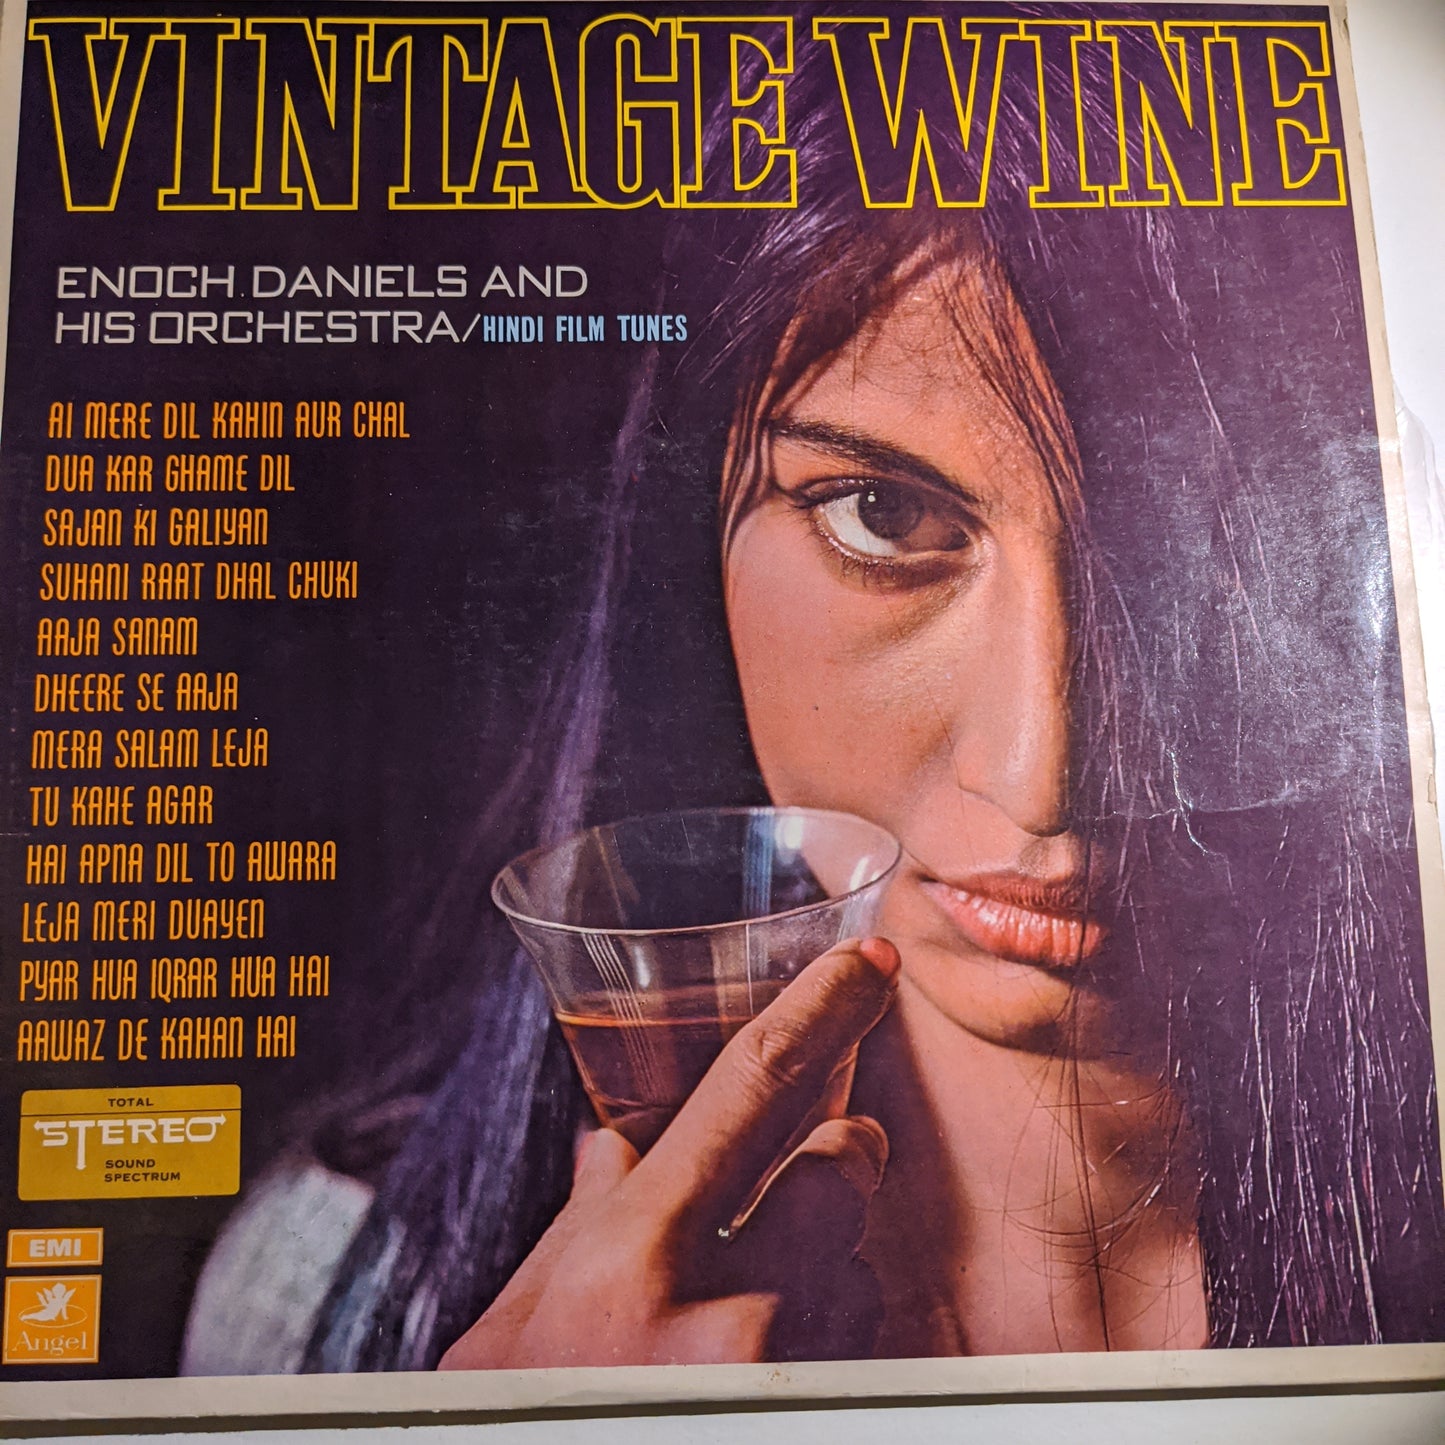 VINTAGE WINE
ENOCH DANIELS AND
HIS ORCHESTRA/HINDI FILM TUNES
AI MERE DIL KAHIN AUR CHAL
DUA KAR GHAME DIL
SAJAN KI GALIYAN
SUHANI RAAT DHAL CHUKI
AAJA SANAM
DHEERE SE AAJA
MERA SALAM LEJA
TU KAHE AGAR
HAI APNA DIL TO AWARA
LEJA MERI DUAYEN
PYAR HUA IQRAR HUA HAI
AAWAZ DE KAHAN HAI
TOTAL
STEREO
SOUND
SPECTRUM
EMI
Angel